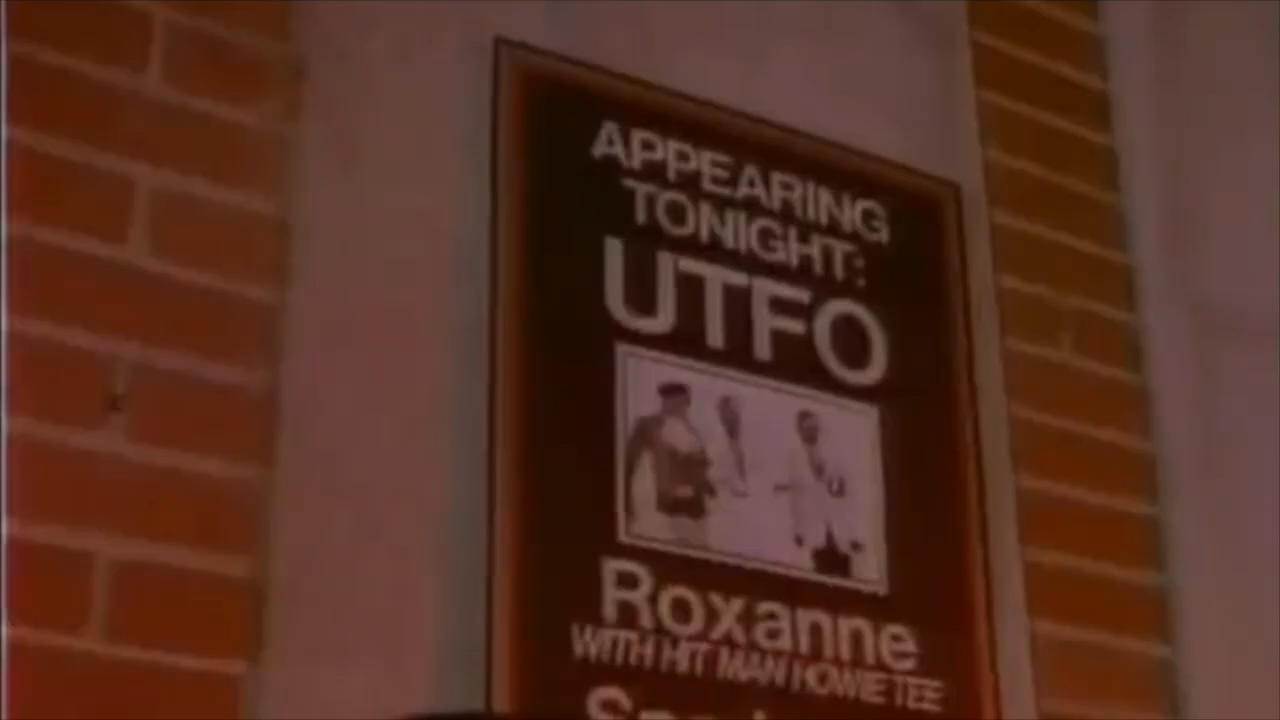 APPEARING
TONIGHT:
UTFO
Roxanne
WITH HIT MAN HOWIE TEE